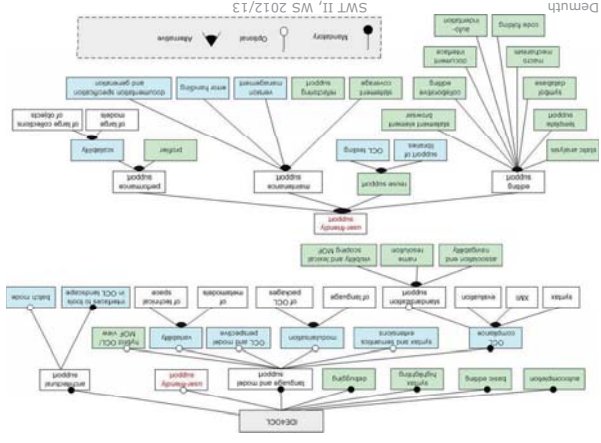 IDE4OCL
autocompletion
basic editing
syntax
highlighting
debugging
language and model
support
user-friendly
support
architectural
support
OCL
compliance
syntax and semantics
extensions
modularisation
OCL and model
perspective
variability
hybrid OCL/
MOF view
interfaces to tools
in OCL landscape
batch mode
syntax
XMI
evaluation
standardization
support
of language
of OCL
packages
of
metamodels
of technical
space
association end
navigability
name
resolution
visibility and lexical
scoping MOF
user-friendly
support
editing
support
reuse support
maintenance
support
performance
support
static analysis
template
support
symbol
database
macro
mechanism
code folding
auto-
indentation
document
interface
collaborative
editing
statement element
browser
support of
libraries
OCL testing
statement
coverage
refactoring
support
version
management
error handling
documentation specification
and generation
profiler
scalability
of large
models
of large collections
of objects
Mandatory
Optional
Alternative
Demuth
SWT II, WS 2012/13